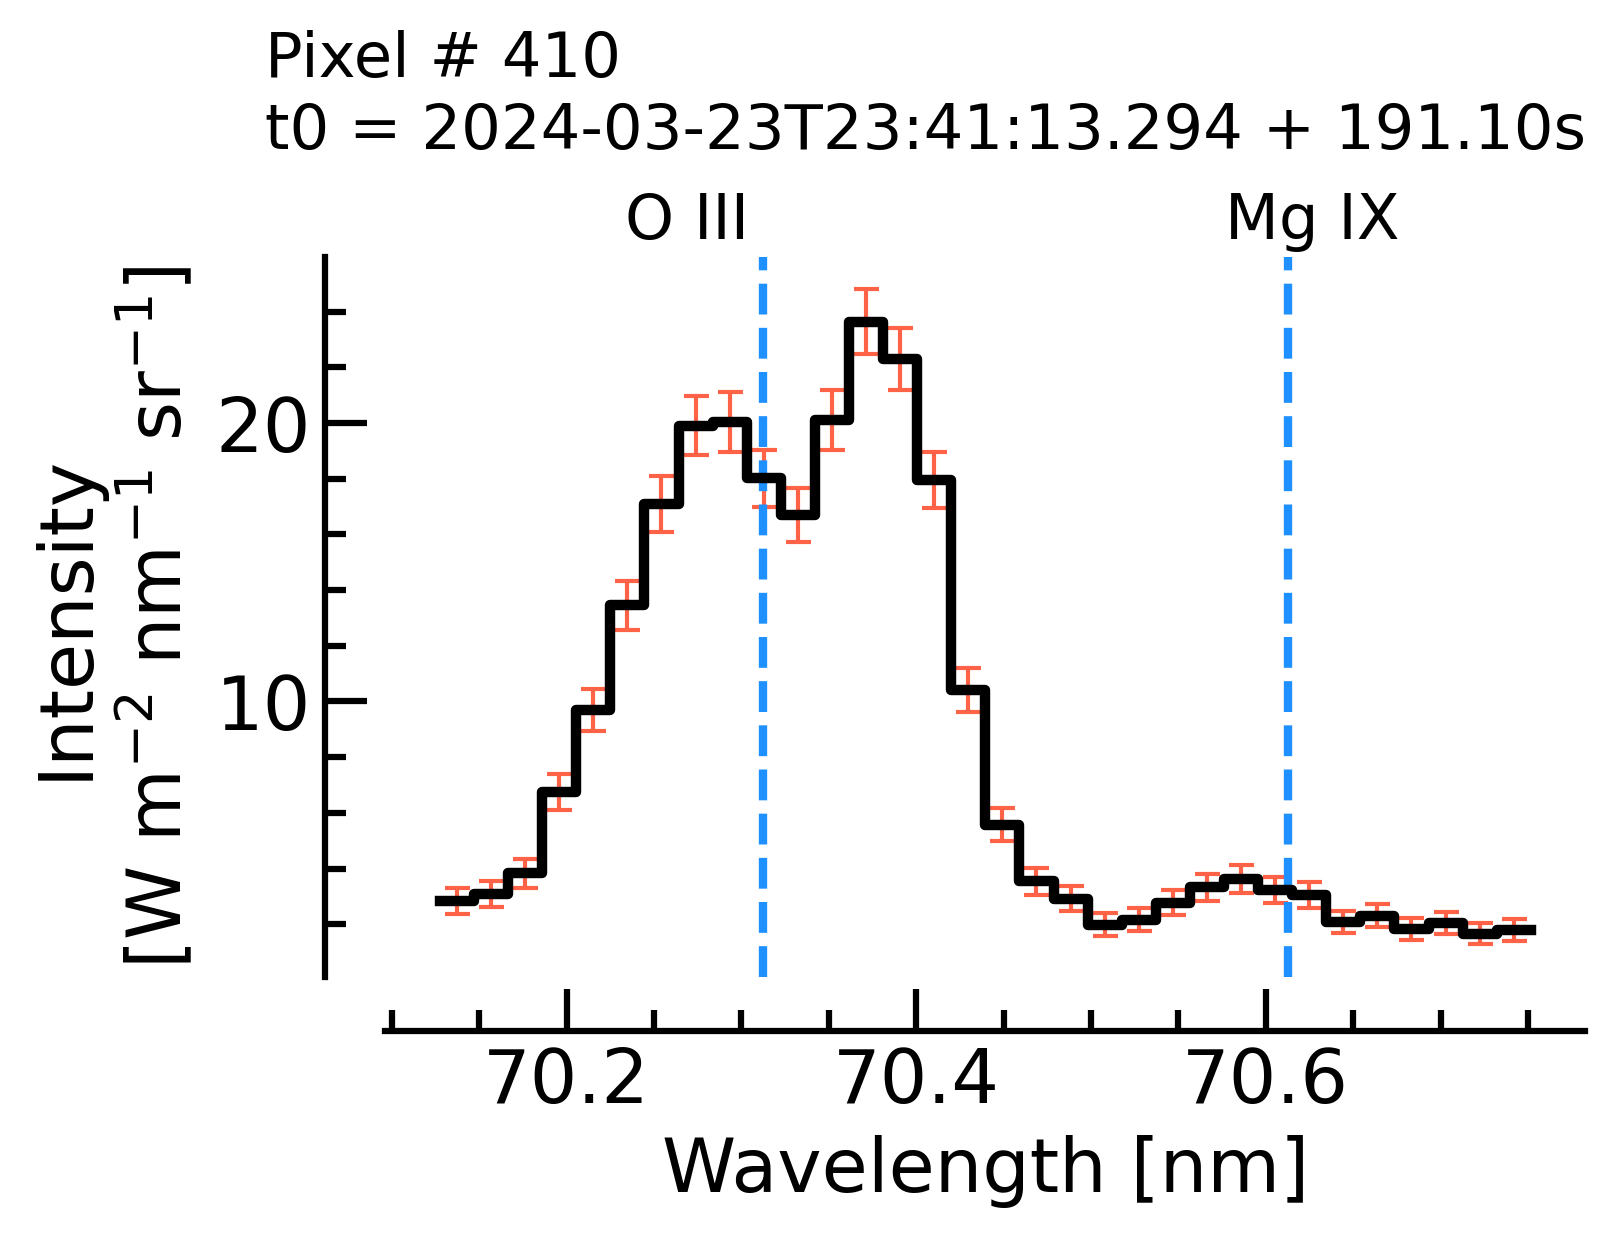 Pixel # 410
t0 = 2024-03-23T23:41:13.294 + 191.10s
O III
Mg IX
Intensity
[W m⁻² nm⁻¹ sr⁻¹]
20
10
70.2
70.4
70.6
Wavelength [nm]